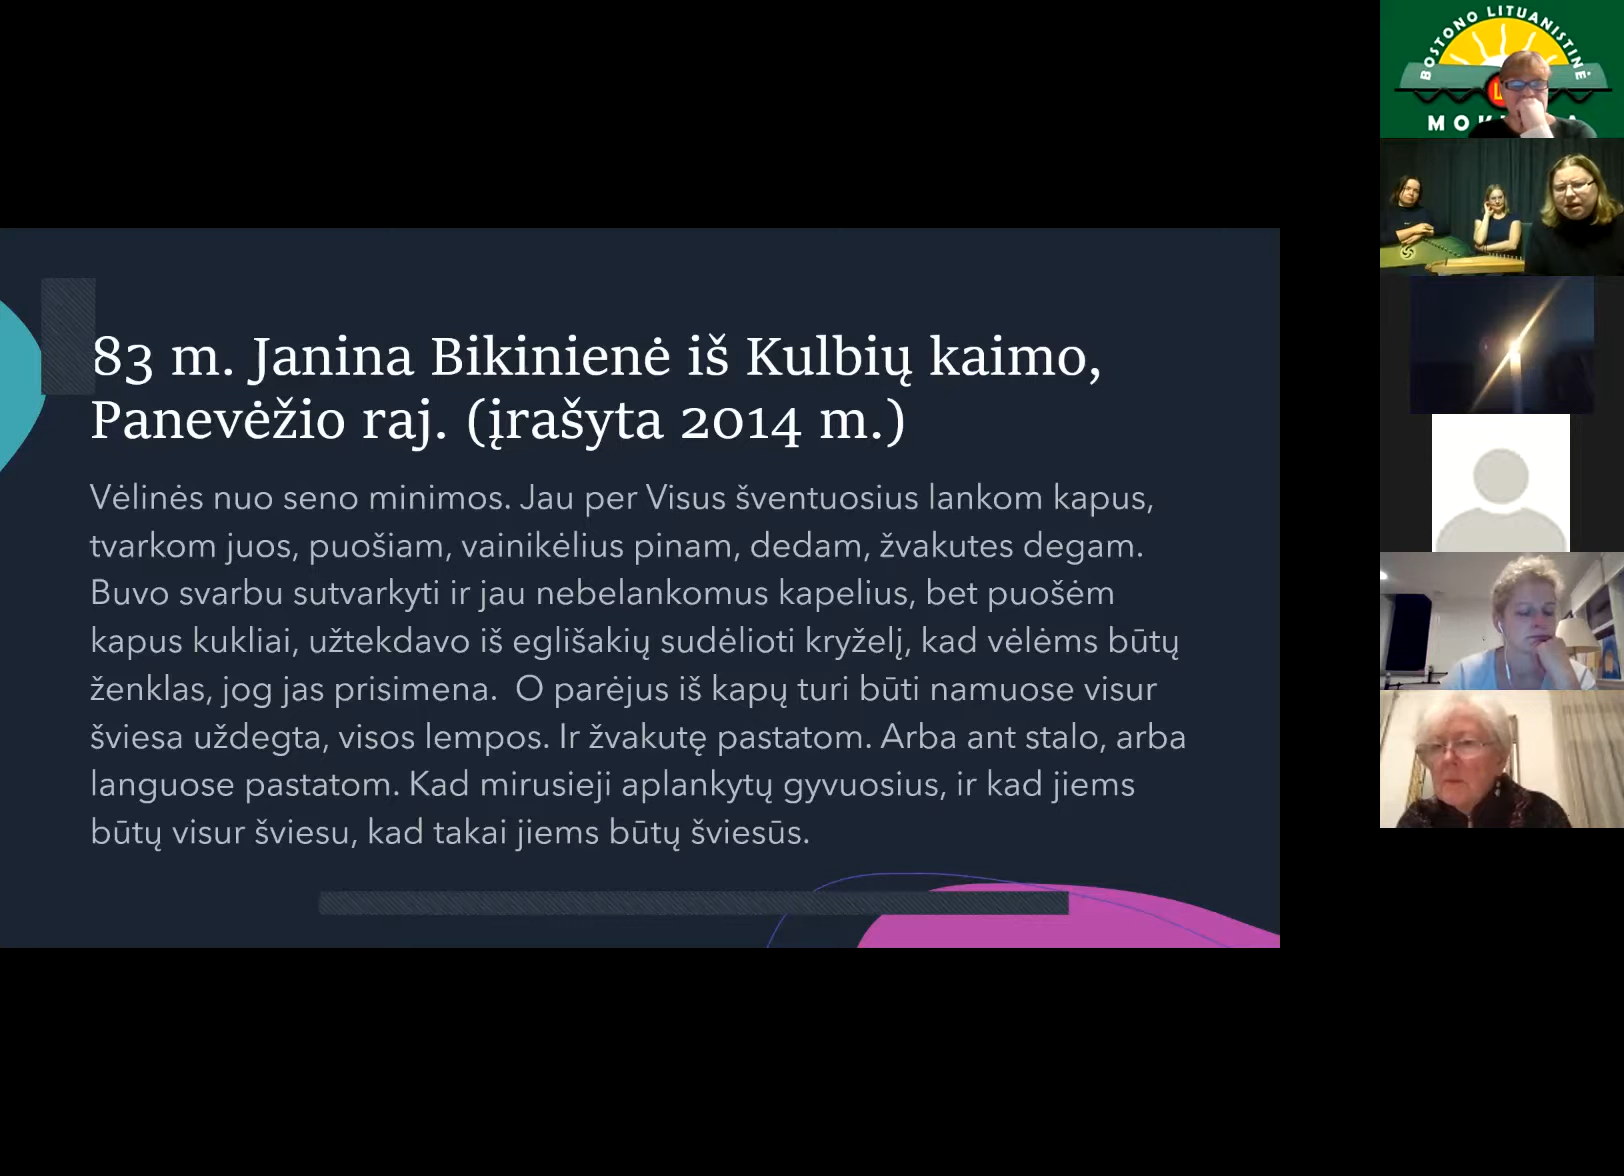 83 m. Janina Bikinienė iš Kulbių kaimo,
Panevėžio raj. (įrašyta 2014 m.)
Vėlinės nuo seno minimos. Jau per Visus šventuosius lankom kapus,
tvarkom juos, puošiam, vainikėlius pinam, dedam, žvakutes degam.
Buvo svarbu sutvarkyti ir jau nebelankomus kapelius, bet puošėm
kapus kukliai, užtekdavo iš eglišakių sudėlioti kryželį, kad vėlėms būtų
ženklas, jog jas prisimena.  O parėjus iš kapų turi būti namuose visur
šviesa uždegta, visos lempos. Ir žvakutę pastatom. Arba ant stalo, arba
languose pastatom. Kad mirusieji aplankytų gyvuosius, ir kad jiems
būtų visur šviesu, kad takai jiems būtų šviesūs.
BOSTONO LITUANISTINĖ